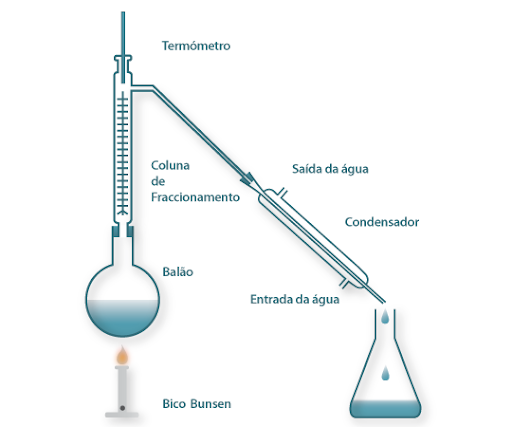 Termómetro
Coluna
de
Fraccionamento
Saída da água
Condensador
Balão
Entrada da água
Bico Bunsen